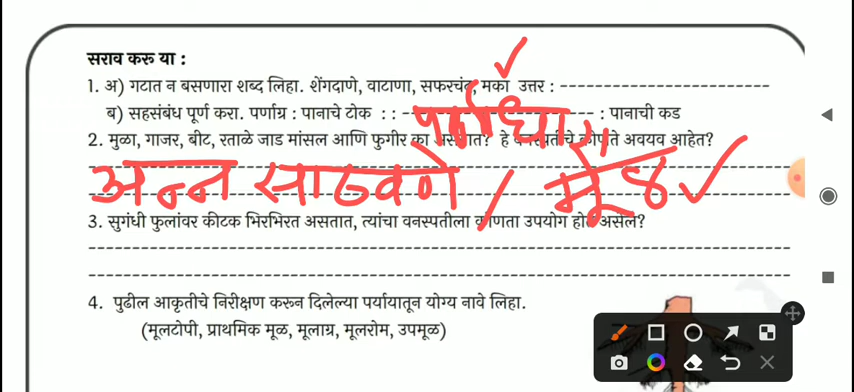 सराव करू या :
1. अ) गटात न बसणारा शब्द लिहा. शेंगदाणे, वाटाणा, सफरचंद, मका उत्तर : ------------------------------
ब) सहसंबंध पूर्ण करा. पर्णाग्र : पानाचे टोक : : ------------------------------ : पानाची कड
पर्णधारा
2. मुळा, गाजर, बीट, रताळे जाड मांसल आणि फुगीर का असतात? हे वनस्पतीचे कोणते अवयव आहेत?
अन्न साठवणे / मूळ
3. सुगंधी फुलांवर कीटक भिरभिरत असतात, त्यांचा वनस्पतीला कोणता उपयोग होत असेल?
4. पुढील आकृतीचे निरीक्षण करून दिलेल्या पर्यायातून योग्य नावे लिहा.
(मूलटोपी, प्राथमिक मूळ, मूलाग्र, मूलरोम, उपमूळ)